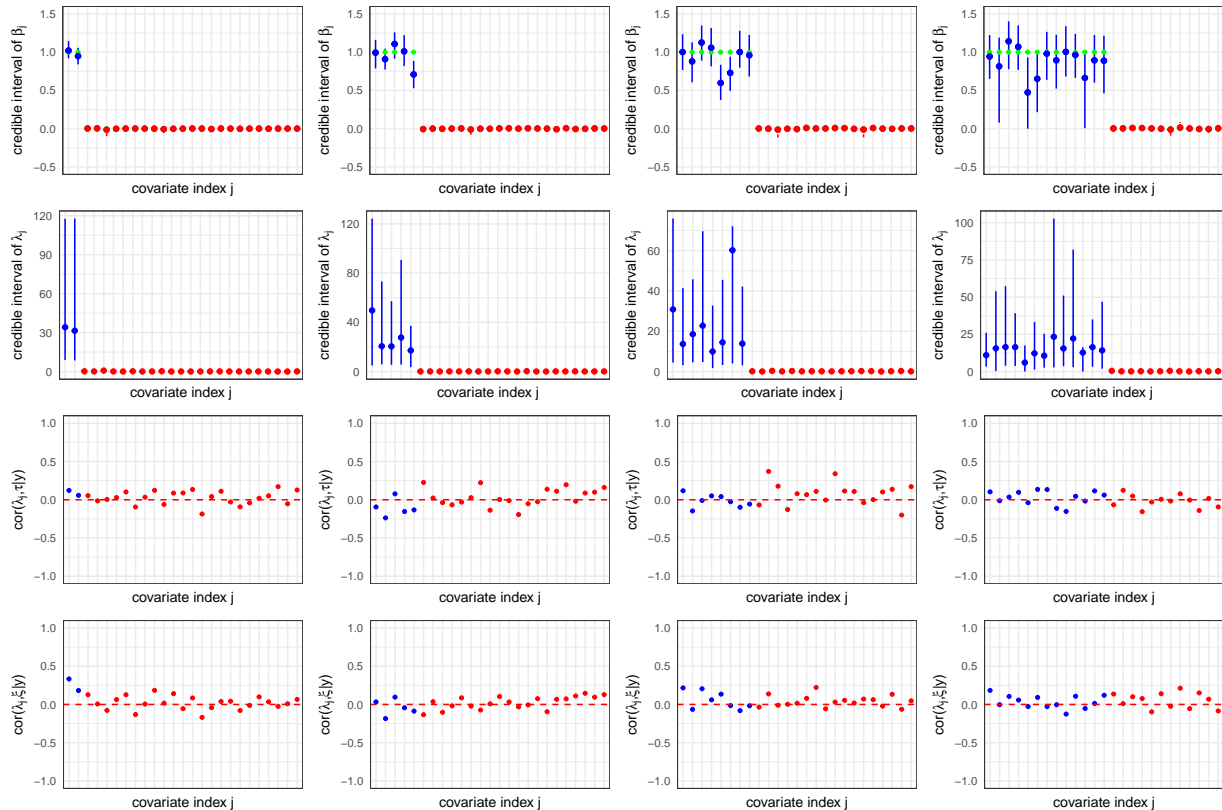 credible interval of βj
1.5
1.0
0.5
0.0
−0.5
covariate index j
credible interval of βj
1.5
1.0
0.5
0.0
−0.5
covariate index j
credible interval of βj
1.5
1.0
0.5
0.0
−0.5
covariate index j
credible interval of βj
1.5
1.0
0.5
0.0
−0.5
covariate index j
credible interval of λj
120
90
60
30
0
covariate index j
credible interval of λj
120
80
40
0
covariate index j
credible interval of λj
60
40
20
0
covariate index j
credible interval of λj
100
75
50
25
0
covariate index j
cor(λj,τ|y)
1.0
0.5
0.0
−0.5
−1.0
covariate index j
cor(λj,τ|y)
1.0
0.5
0.0
−0.5
−1.0
covariate index j
cor(λj,τ|y)
1.0
0.5
0.0
−0.5
−1.0
covariate index j
cor(λj,τ|y)
1.0
0.5
0.0
−0.5
−1.0
covariate index j
cor(λj,ξ|y)
1.0
0.5
0.0
−0.5
−1.0
covariate index j
cor(λj,ξ|y)
1.0
0.5
0.0
−0.5
−1.0
covariate index j
cor(λj,ξ|y)
1.0
0.5
0.0
−0.5
−1.0
covariate index j
cor(λj,ξ|y)
1.0
0.5
0.0
−0.5
−1.0
covariate index j